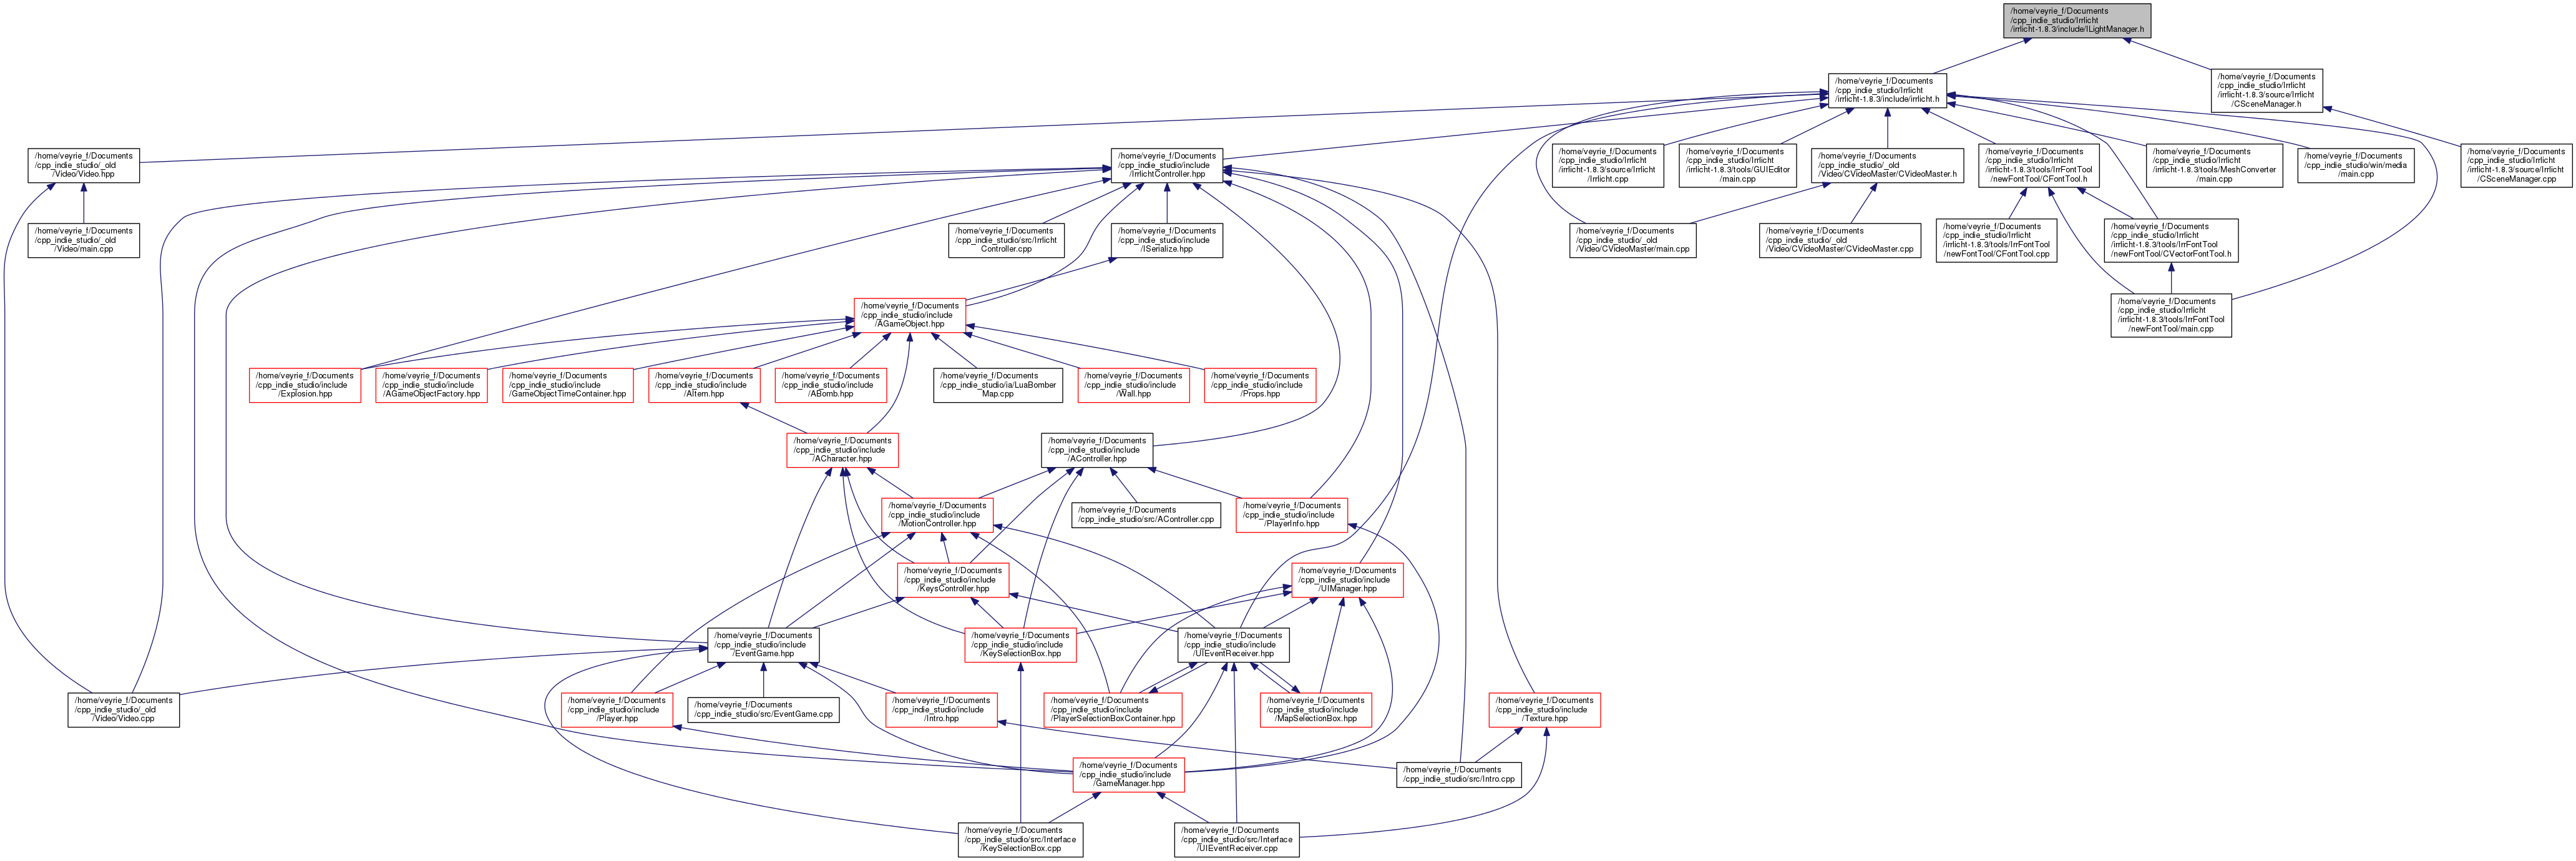 /home/veyrie_f/Documents
/cpp_indie_studio/Irrlicht
/irrlicht-1.8.3/include/ILightManager.h
/home/veyrie_f/Documents
/cpp_indie_studio/Irrlicht
/irrlicht-1.8.3/include/irrlicht.h
/home/veyrie_f/Documents
/cpp_indie_studio/Irrlicht
/irrlicht-1.8.3/source/Irrlicht
/CSceneManager.h
/home/veyrie_f/Documents
/cpp_indie_studio/_old
/Video/Video.hpp
/home/veyrie_f/Documents
/cpp_indie_studio/include
/IrrlichtController.hpp
/home/veyrie_f/Documents
/cpp_indie_studio/Irrlicht
/irrlicht-1.8.3/source/Irrlicht
/Irrlicht.cpp
/home/veyrie_f/Documents
/cpp_indie_studio/Irrlicht
/irrlicht-1.8.3/tools/GUIEditor
/main.cpp
/home/veyrie_f/Documents
/cpp_indie_studio/_old
/Video/CVideoMaster/CVideoMaster.h
/home/veyrie_f/Documents
/cpp_indie_studio/Irrlicht
/irrlicht-1.8.3/tools/IrrFontTool
/newFontTool/CFontTool.h
/home/veyrie_f/Documents
/cpp_indie_studio/Irrlicht
/irrlicht-1.8.3/tools/MeshConverter
/main.cpp
/home/veyrie_f/Documents
/cpp_indie_studio/win/media
/main.cpp
/home/veyrie_f/Documents
/cpp_indie_studio/Irrlicht
/irrlicht-1.8.3/source/Irrlicht
/CSceneManager.cpp
/home/veyrie_f/Documents
/cpp_indie_studio/_old
/Video/main.cpp
/home/veyrie_f/Documents
/cpp_indie_studio/src/Irrlicht
Controller.cpp
/home/veyrie_f/Documents
/cpp_indie_studio/include
/ISerialize.hpp
/home/veyrie_f/Documents
/cpp_indie_studio/_old
/Video/CVideoMaster/main.cpp
/home/veyrie_f/Documents
/cpp_indie_studio/_old
/Video/CVideoMaster/CVideoMaster.cpp
/home/veyrie_f/Documents
/cpp_indie_studio/Irrlicht
/irrlicht-1.8.3/tools/IrrFontTool
/newFontTool/CFontTool.cpp
/home/veyrie_f/Documents
/cpp_indie_studio/Irrlicht
/irrlicht-1.8.3/tools/IrrFontTool
/newFontTool/CVectorFontTool.h
/home/veyrie_f/Documents
/cpp_indie_studio/include
/AGameObject.hpp
/home/veyrie_f/Documents
/cpp_indie_studio/Irrlicht
/irrlicht-1.8.3/tools/IrrFontTool
/newFontTool/main.cpp
/home/veyrie_f/Documents
/cpp_indie_studio/include
/Explosion.hpp
/home/veyrie_f/Documents
/cpp_indie_studio/include
/AGameObjectFactory.hpp
/home/veyrie_f/Documents
/cpp_indie_studio/include
/GameObjectTimeContainer.hpp
/home/veyrie_f/Documents
/cpp_indie_studio/include
/AItem.hpp
/home/veyrie_f/Documents
/cpp_indie_studio/include
/ABomb.hpp
/home/veyrie_f/Documents
/cpp_indie_studio/ia/LuaBomber
Map.cpp
/home/veyrie_f/Documents
/cpp_indie_studio/include
/Wall.hpp
/home/veyrie_f/Documents
/cpp_indie_studio/include
/Props.hpp
/home/veyrie_f/Documents
/cpp_indie_studio/include
/ACharacter.hpp
/home/veyrie_f/Documents
/cpp_indie_studio/include
/AController.hpp
/home/veyrie_f/Documents
/cpp_indie_studio/include
/MotionController.hpp
/home/veyrie_f/Documents
/cpp_indie_studio/src/AController.cpp
/home/veyrie_f/Documents
/cpp_indie_studio/include
/PlayerInfo.hpp
/home/veyrie_f/Documents
/cpp_indie_studio/include
/KeysController.hpp
/home/veyrie_f/Documents
/cpp_indie_studio/include
/UIManager.hpp
/home/veyrie_f/Documents
/cpp_indie_studio/include
/EventGame.hpp
/home/veyrie_f/Documents
/cpp_indie_studio/include
/KeySelectionBox.hpp
/home/veyrie_f/Documents
/cpp_indie_studio/include
/UIEventReceiver.hpp
/home/veyrie_f/Documents
/cpp_indie_studio/_old
/Video/Video.cpp
/home/veyrie_f/Documents
/cpp_indie_studio/include
/Player.hpp
/home/veyrie_f/Documents
/cpp_indie_studio/src/EventGame.cpp
/home/veyrie_f/Documents
/cpp_indie_studio/include
/Intro.hpp
/home/veyrie_f/Documents
/cpp_indie_studio/include
/PlayerSelectionBoxContainer.hpp
/home/veyrie_f/Documents
/cpp_indie_studio/include
/MapSelectionBox.hpp
/home/veyrie_f/Documents
/cpp_indie_studio/include
/Texture.hpp
/home/veyrie_f/Documents
/cpp_indie_studio/include
/GameManager.hpp
/home/veyrie_f/Documents
/cpp_indie_studio/src/Intro.cpp
/home/veyrie_f/Documents
/cpp_indie_studio/src/Interface
/KeySelectionBox.cpp
/home/veyrie_f/Documents
/cpp_indie_studio/src/Interface
/UIEventReceiver.cpp